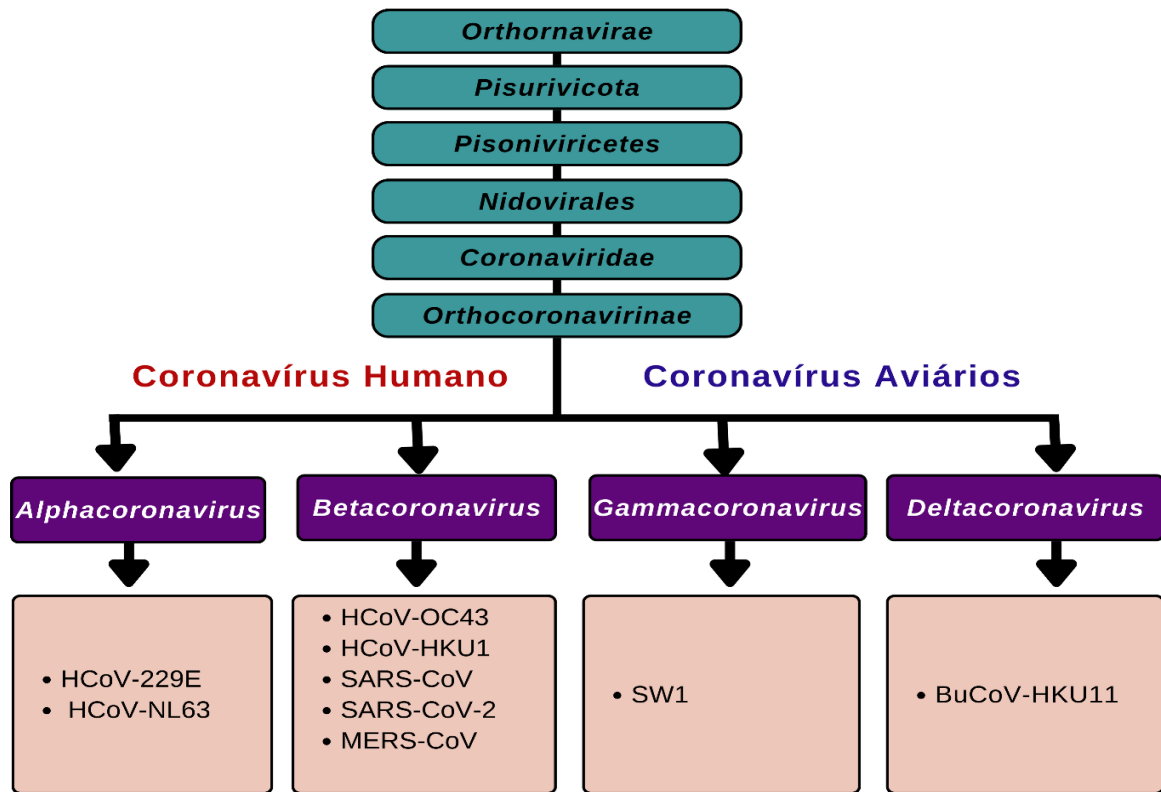 Orthornavirae
Pisurivicota
Pisoniviricetes
Nidovirales
Coronaviridae
Orthocoronavirinae
Coronavírus Humano
Coronavírus Aviários
Alphacoronavirus
Betacoronavirus
Gammacoronavirus
Deltacoronavirus
• HCoV-229E
• HCoV-NL63
• HCoV-OC43
• HCoV-HKU1
• SARS-CoV
• SARS-CoV-2
• MERS-CoV
• SW1
• BuCoV-HKU11